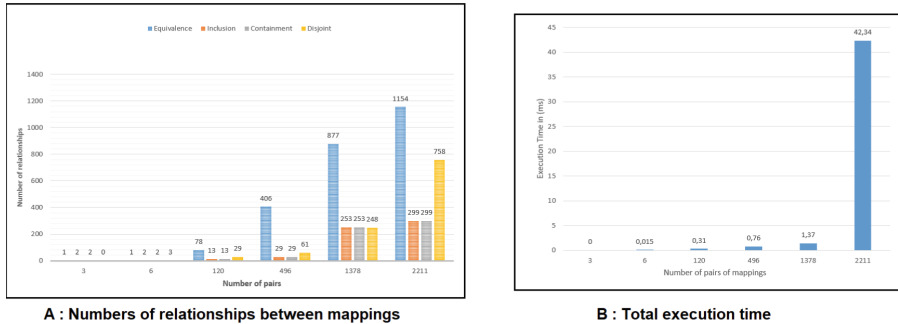 Equivalence Inclusion Containment Disjoint
1400
1200
1000
800
600
400
200
0
Number of relationships
1 2 2 0
1 2 2 3
78 13 13 29
406 29 29 61
877 253 253 248
1154 299 299 758
3 6 120 496 1378 2211
Number of pairs
A : Numbers of relationships between mappings
45
40
35
30
25
20
15
10
5
0
Execution Time in (ms)
0 0,015 0,31 0,76 1,37 42,34
3 6 120 496 1378 2211
Number of pairs of mappings
B : Total execution time